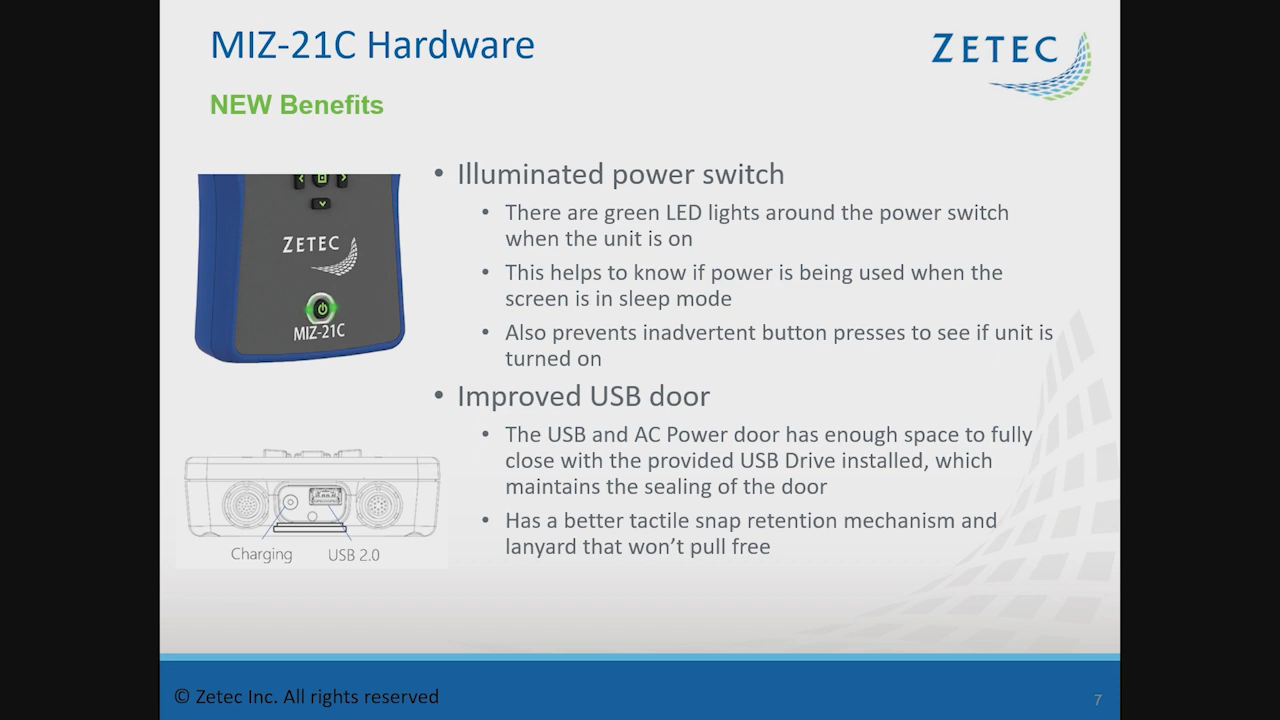 MIZ-21C Hardware
ZETEC
NEW Benefits
ZETEC
MIZ-21C
• Illuminated power switch
• There are green LED lights around the power switch
when the unit is on
• This helps to know if power is being used when the
screen is in sleep mode
• Also prevents inadvertent button presses to see if unit is
turned on
• Improved USB door
• The USB and AC Power door has enough space to fully
close with the provided USB Drive installed, which
maintains the sealing of the door
• Has a better tactile snap retention mechanism and
lanyard that won’t pull free
Charging
USB 2.0
© Zetec Inc. All rights reserved
7